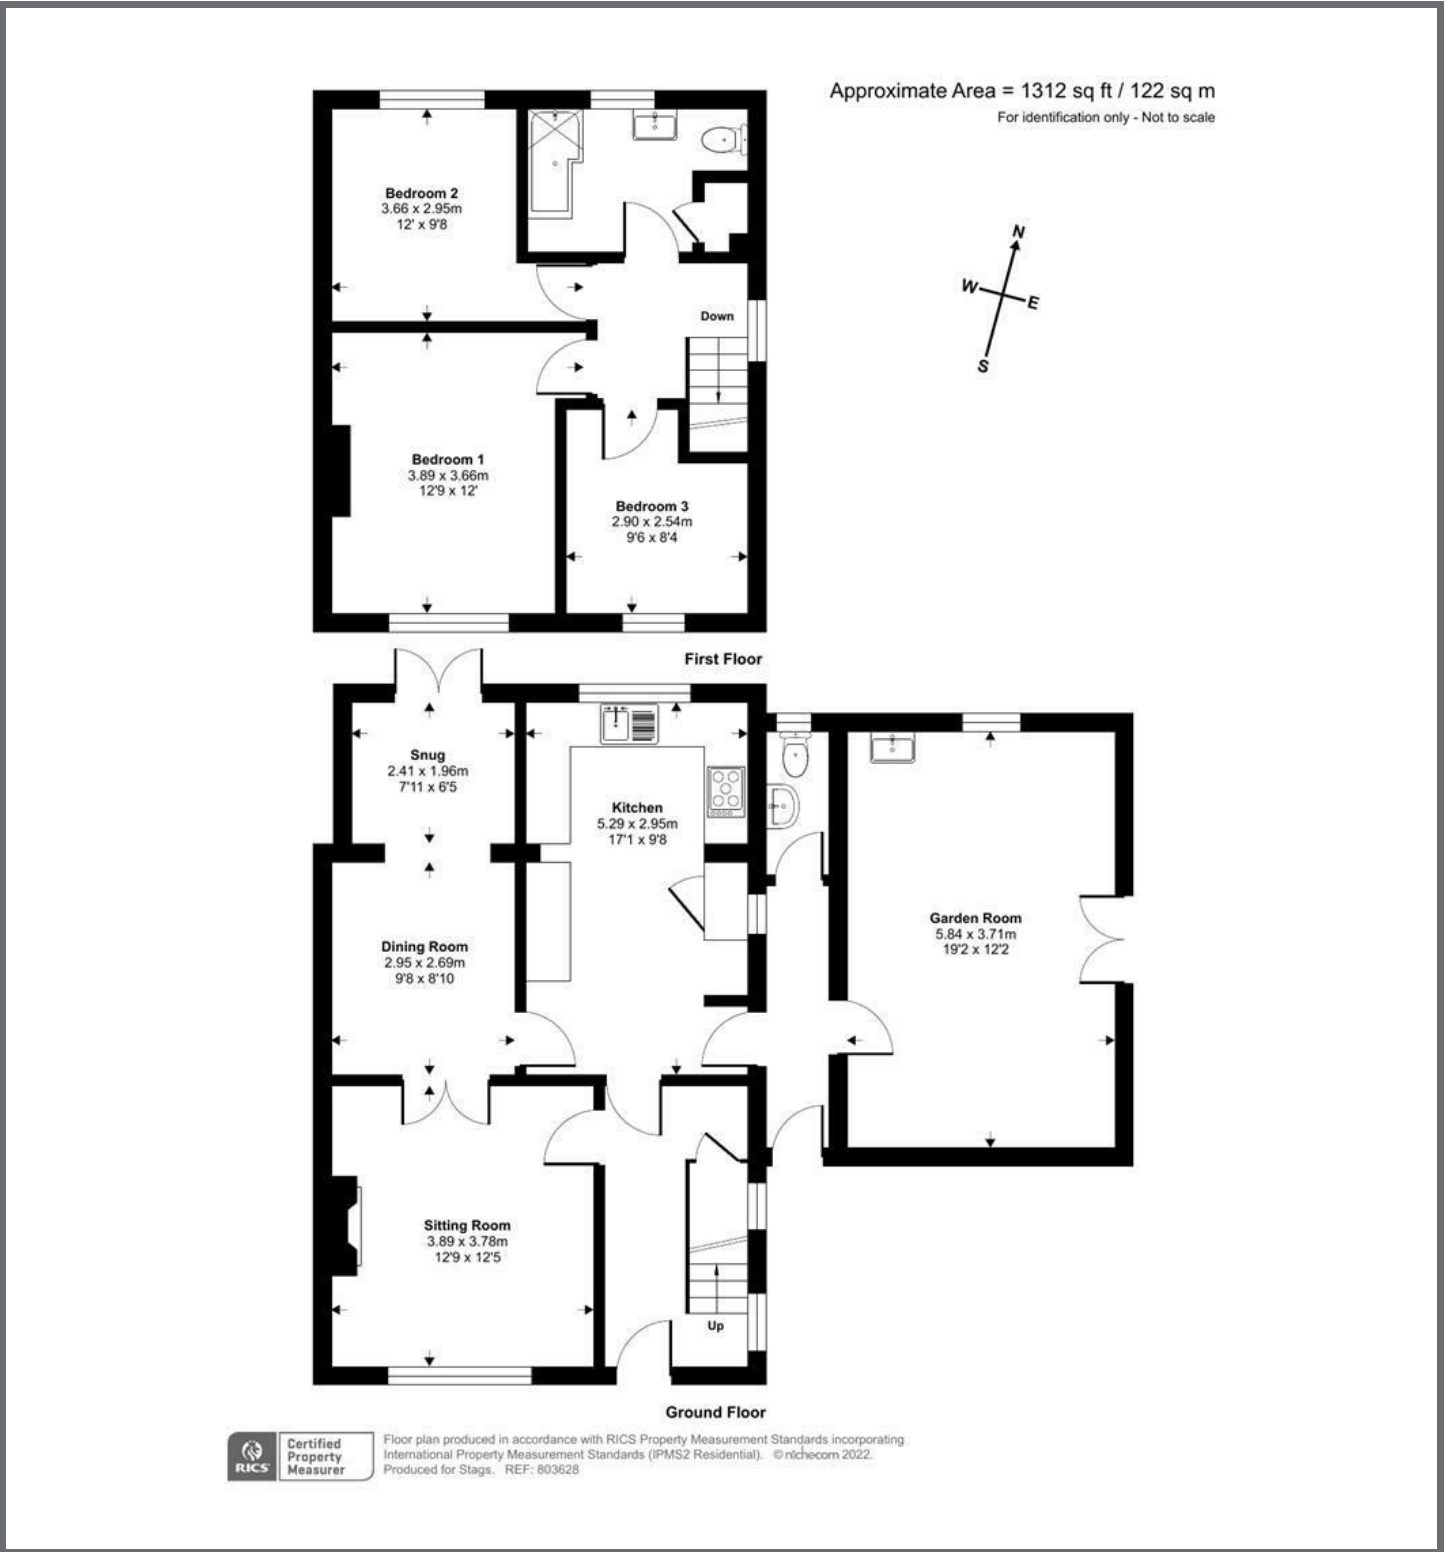 Approximate Area = 1312 sq ft / 122 sq m
For identification only - Not to scale
N
W
E
S
Bedroom 2
3.66 x 2.95m
12' x 9'8
Down
Bedroom 1
3.89 x 3.66m
12'9 x 12'
Bedroom 3
2.90 x 2.54m
9'6 x 8'4
First Floor
Snug
2.41 x 1.96m
7'11 x 6'5
Kitchen
5.29 x 2.95m
17'1 x 9'8
Garden Room
5.84 x 3.71m
19'2 x 12'2
Dining Room
2.95 x 2.69m
9'8 x 8'10
Sitting Room
3.89 x 3.78m
12'9 x 12'5
Up
Ground Floor
RICS
Certified
Property
Measurer
Floor plan produced in accordance with RICS Property Measurement Standards incorporating
International Property Measurement Standards (IPMS2 Residential). © nichecom 2022.
Produced for Stags. REF: 803628